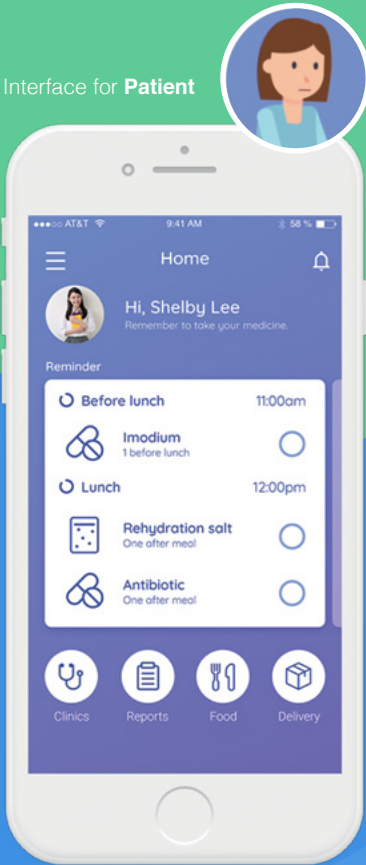 Interface for Patient
AT&T 9:41 AM 58 %
Home
Hi, Shelby Lee
Remember to take your medicine.
Reminder
Before lunch 11:00am
Imodium
1 before lunch
Lunch 12:00pm
Rehydration salt
One after meal
Antibiotic
One after meal
Clinics Reports Food Delivery